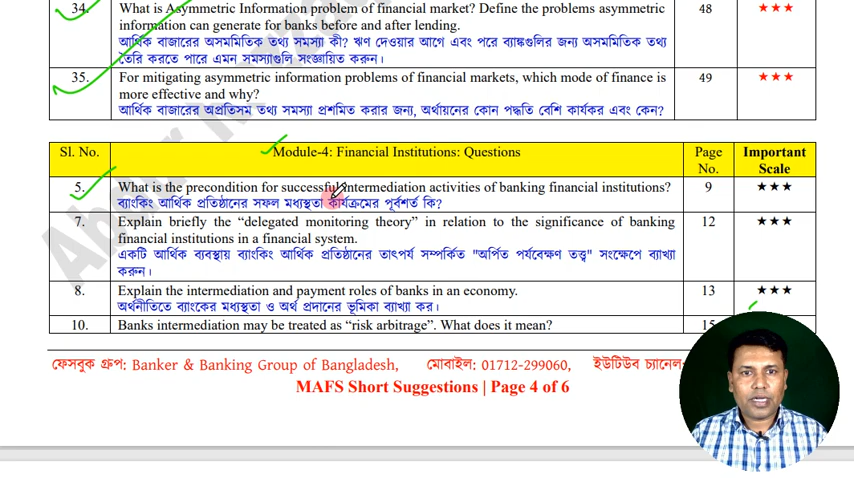 34. What is Asymmetric Information problem of financial market? Define the problems asymmetric 48 ★★★
information can generate for banks before and after lending.
আর্থিক বাজারের অসমমিতিক তথ্য সমস্যা কী? ঋণ দেওয়ার আগে এবং পরে ব্যাঙ্কগুলির জন্য অসমমিতিক তথ্য
তৈরি করতে পারে এমন সমস্যাগুলি সংজ্ঞায়িত করুন।
35. For mitigating asymmetric information problems of financial markets, which mode of finance is 49 ★★★
more effective and why?
আর্থিক বাজারের অপ্রতিসম তথ্য সমস্যা প্রশমিত করার জন্য, অর্থায়নের কোন পদ্ধতি বেশি কার্যকর এবং কেন?
Sl. No. Module-4: Financial Institutions: Questions Page No. Important Scale
5. What is the precondition for successful intermediation activities of banking financial institutions? 9 ★★★
ব্যাংকিং আর্থিক প্রতিষ্ঠানের সফল মধ্যস্থতা কার্যক্রমের পূর্বশর্ত কি?
7. Explain briefly the “delegated monitoring theory” in relation to the significance of banking 12 ★★★
financial institutions in a financial system.
একটি আর্থিক ব্যবস্থায় ব্যাংকিং আর্থিক প্রতিষ্ঠানের তাৎপর্য সম্পর্কিত "অর্পিত পর্যবেক্ষণ তত্ত্ব" সংক্ষেপে ব্যাখ্যা
করুন।
8. Explain the intermediation and payment roles of banks in an economy. 13 ★★★
অর্থনীতিতে ব্যাংকের মধ্যস্থতা ও অর্থ প্রদানের ভূমিকা ব্যাখ্যা কর।
10. Banks intermediation may be treated as “risk arbitrage”. What does it mean? 15
ফেসবুক গ্রুপ: Banker & Banking Group of Bangladesh, মোবাইল: 01712-299060, ইউটিউব চ্যানেল:
MAFS Short Suggestions | Page 4 of 6